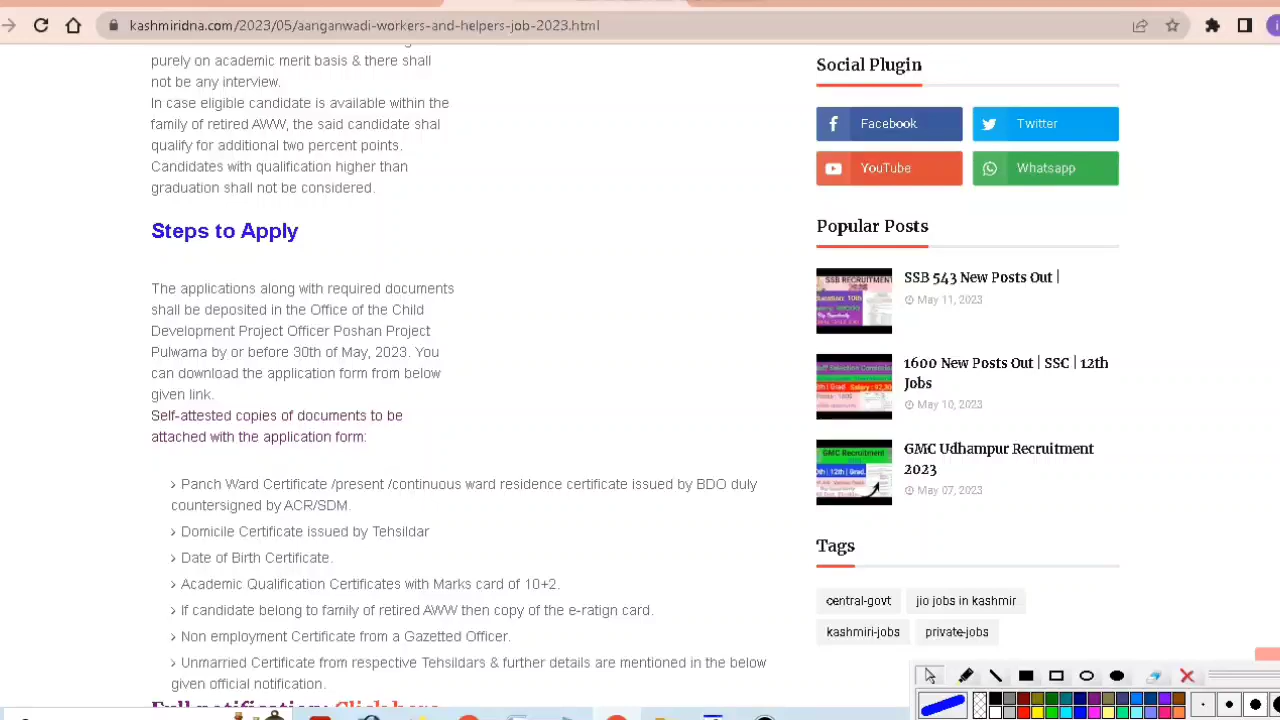 kashmiridna.com/2023/05/aanganwadi-workers-and-helpers-job-2023.html
purely on academic merit basis & there shall
not be any interview.
In case eligible candidate is available within the
family of retired AWW, the said candidate shal
qualify for additional two percent points.
Candidates with qualification higher than
graduation shall not be considered.
Steps to Apply
applications along with required documents
be deposited in the office of the Child
Project Officer Poshan Project
Pulwama by or before 30th of May, 2023. You
can download the application form from below
copies of documents to be
attached with the application form:
Panch Ward Certificate /present continuous ward residence certificate issued by BDO duly
countersigned by
Domicile Certificate issued by Tehsildar
Date of Birth Certificate.
Academic Qualification Certificates with Marks card of 10+2.
If candidate belong to family of retired AWW then copy of the e-ratign card.
Non employment Certificate from a Gazetted Officer.
Unmarried Certificate from respective Tehsildars & further details are mentioned in the below
given official notification.
Social Plugin
Facebook
Twitter
YouTube
Whatsapp
Popular Posts
SSB RECRUITMENT
SSB 543 New Posts Out |
May 11, 2023
1600 New Posts Out | SSC | 12th
Jobs
May 10, 2023
GMC Recruitment
GMC Udhampur Recruitment
2023
May 07, 2023
Tags
central-govt
jio jobs in kashmir
kashmiri-jobs
private-jobs